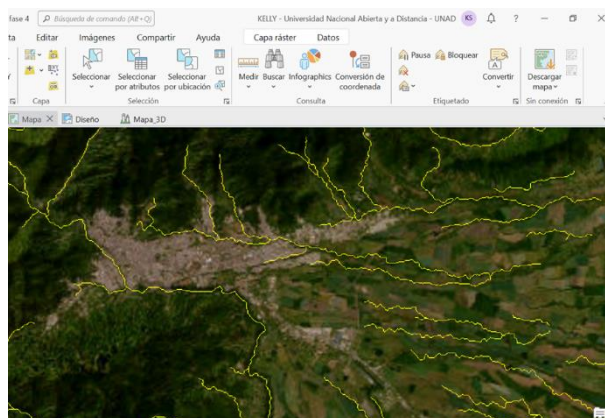 fase 4 Búsqueda de comando (Alt+Q) KELLY - Universidad Nacional Abierta y a Distancia - UNAD KS ?
ta Editar Imágenes Compartir Ayuda Capa ráster Datos
Seleccionar Seleccionar por atributos Seleccionar por ubicación
Medir Buscar Infographics Conversión de coordenada
Pausa Bloquear
Convertir
Descargar mapa
Capa Selección Consulta Etiquetado Sin conexión
Mapa Diseño Mapa_3D